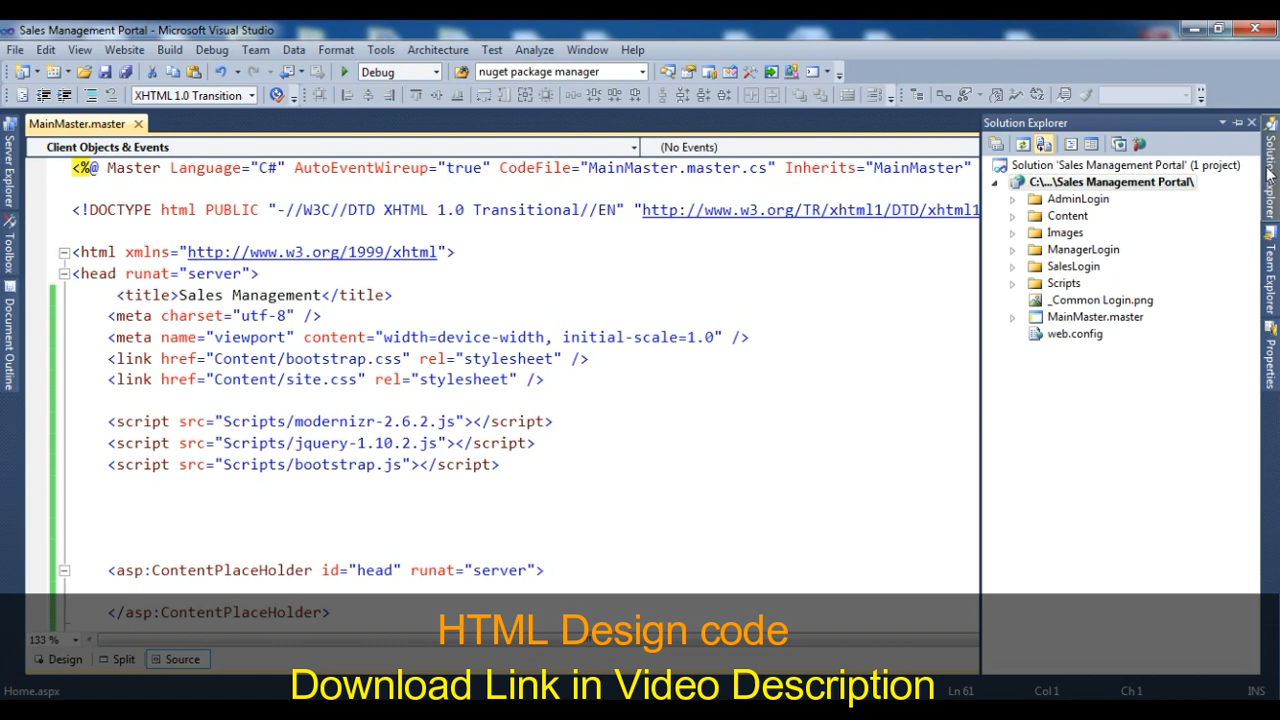 Sales Management Portal - Microsoft Visual Studio
File Edit View Website Build Debug Team Data Format Tools Architecture Test Analyze Window Help
Debug nuget package manager
XHTML 1.0 Transition
MainMaster.master
Client Objects & Events (No Events)
<%@ Master Language="C#" AutoEventWireup="true" CodeFile="MainMaster.master.cs" Inherits="MainMaster"
<!DOCTYPE html PUBLIC "-//W3C//DTD XHTML 1.0 Transitional//EN" "http://www.w3.org/TR/xhtml1/DTD/xhtml1
<html xmlns="http://www.w3.org/1999/xhtml">
<head runat="server">
<title>Sales Management</title>
<meta charset="utf-8" />
<meta name="viewport" content="width=device-width, initial-scale=1.0" />
<link href="Content/bootstrap.css" rel="stylesheet" />
<link href="Content/site.css" rel="stylesheet" />
<script src="Scripts/modernizr-2.6.2.js"></script>
<script src="Scripts/jquery-1.10.2.js"></script>
<script src="Scripts/bootstrap.js"></script>
<asp:ContentPlaceHolder id="head" runat="server">
</asp:ContentPlaceHolder>
133 %
Design Split Source
Home.aspx
Ln 61 Col 1 Ch 1 INS
Server Explorer
Toolbox
Document Outline
Solution Explorer
Solution 'Sales Management Portal' (1 project)
C:\...\Sales Management Portal\
AdminLogin
Content
Images
ManagerLogin
SalesLogin
Scripts
_Common Login.png
MainMaster.master
web.config
Solution Explorer
Team Explorer
Properties
HTML Design code
Download Link in Video Description